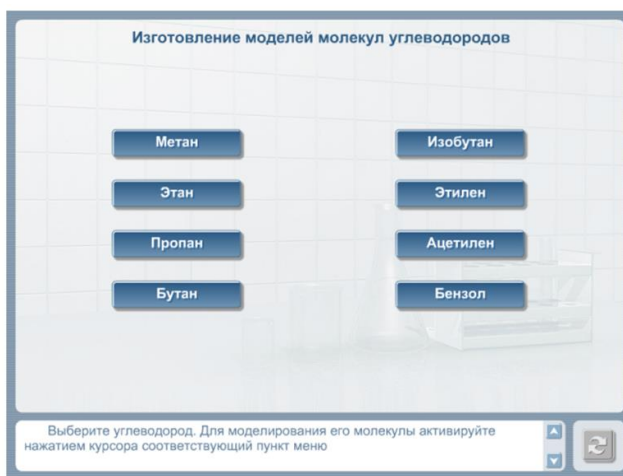 Изготовление моделей молекул углеводородов
Метан
Изобутан
Этан
Этилен
Пропан
Ацетилен
Бутан
Бензол
Выберите углеводород. Для моделирования его молекулы активируйте
нажатием курсора соответствующий пункт меню